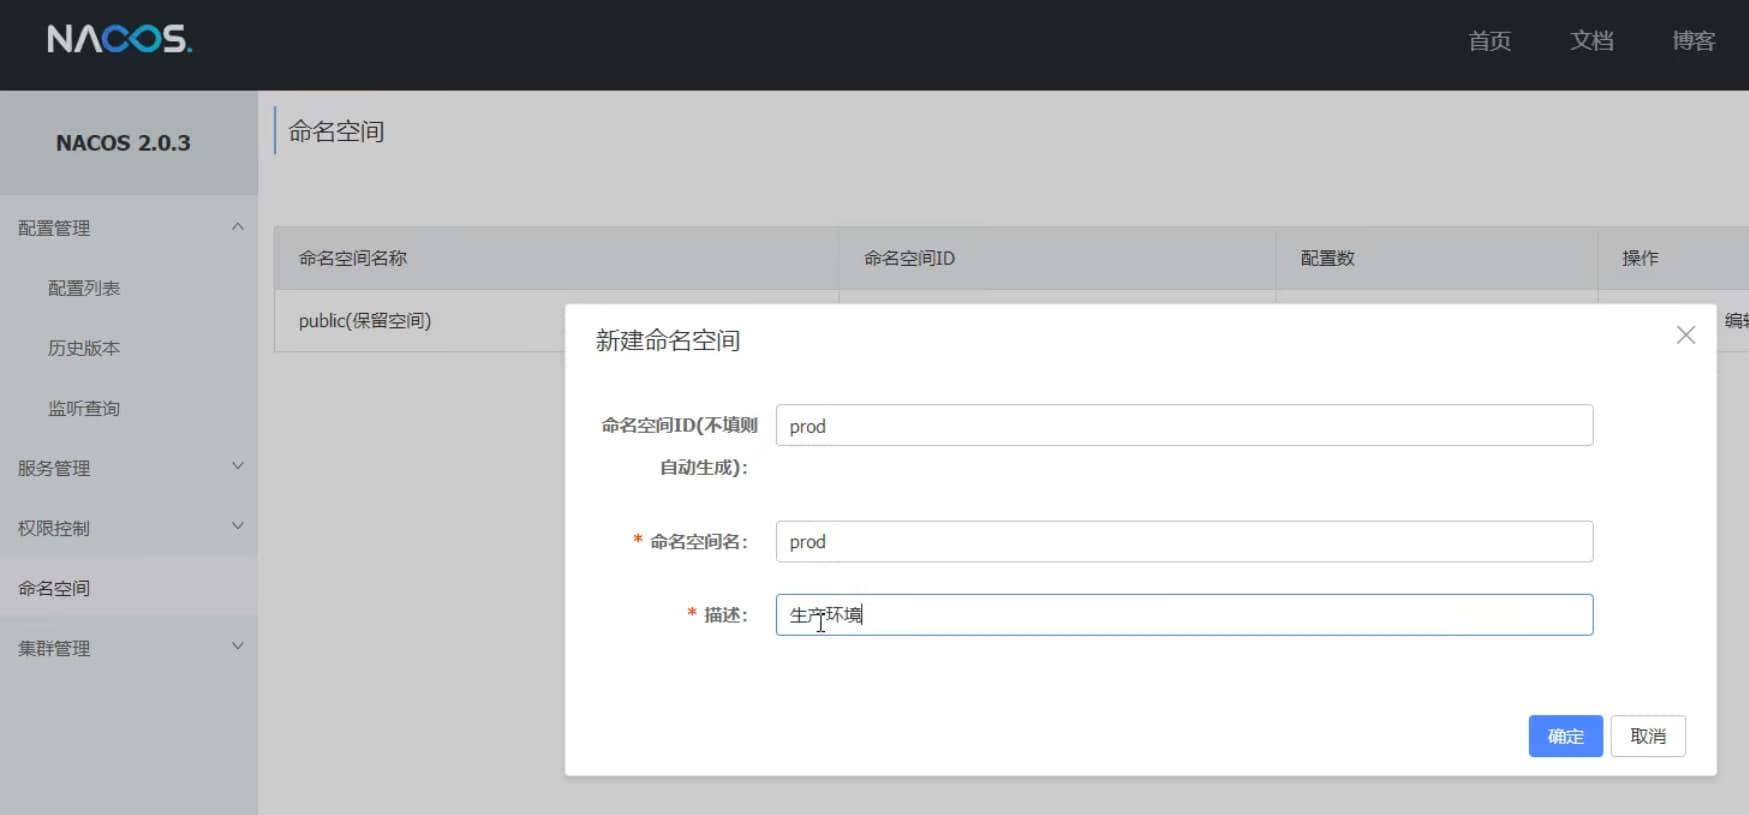 NACOS.
首页 文档 博客
NACOS 2.0.3
配置管理
配置列表
历史版本
监听查询
服务管理
权限控制
命名空间
集群管理
命名空间
命名空间名称 命名空间ID 配置数 操作
public(保留空间)
新建命名空间
命名空间ID(不填则
自动生成): prod
* 命名空间名: prod
* 描述: 生产环境
确定 取消